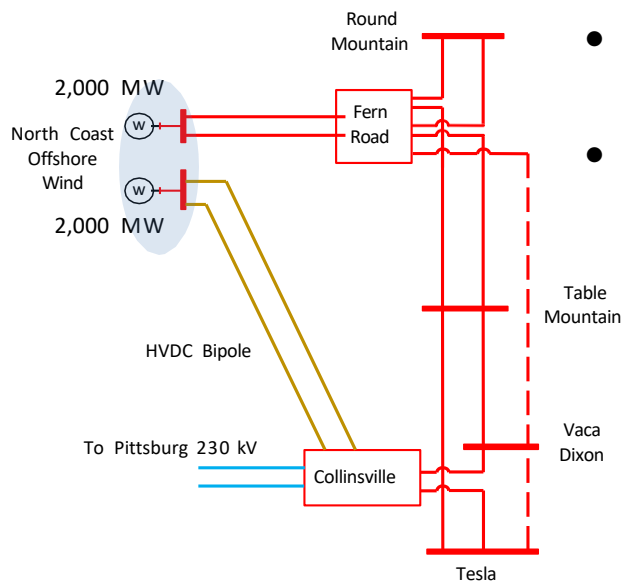 Round
Mountain
2,000 MW
W
North Coast
Offshore
Wind
W
2,000 MW
Fern
Road
Table
Mountain
HVDC Bipole
To Pittsburg 230 kV
Collinsville
Vaca
Dixon
Tesla